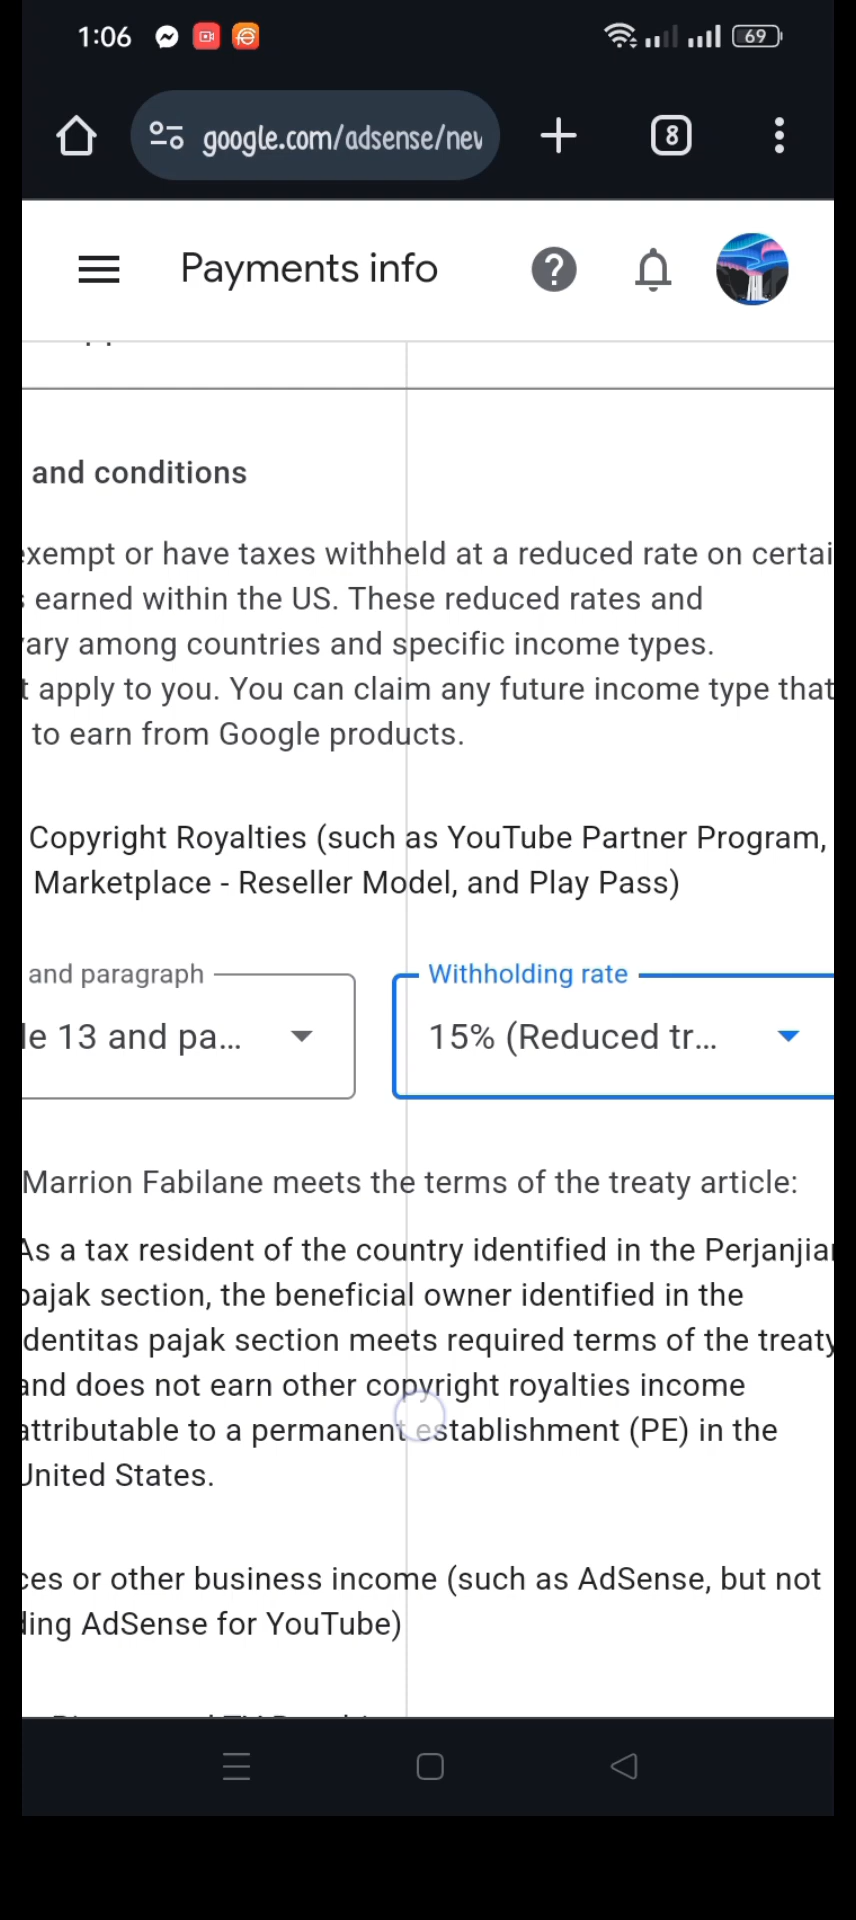 1:06
69
google.com/adsense/nev
8
Payments info
and conditions
exempt or have taxes withheld at a reduced rate on certai
earned within the US. These reduced rates and
vary among countries and specific income types.
t apply to you. You can claim any future income type that
to earn from Google products.
Copyright Royalties (such as YouTube Partner Program,
Marketplace - Reseller Model, and Play Pass)
and paragraph
le 13 and pa...
Withholding rate
15% (Reduced tr...
Marrion Fabilane meets the terms of the treaty article:
As a tax resident of the country identified in the Perjanjian
pajak section, the beneficial owner identified in the
dentitas pajak section meets required terms of the treaty
and does not earn other copyright royalties income
attributable to a permanent establishment (PE) in the
United States.
ces or other business income (such as AdSense, but not
ding AdSense for YouTube)